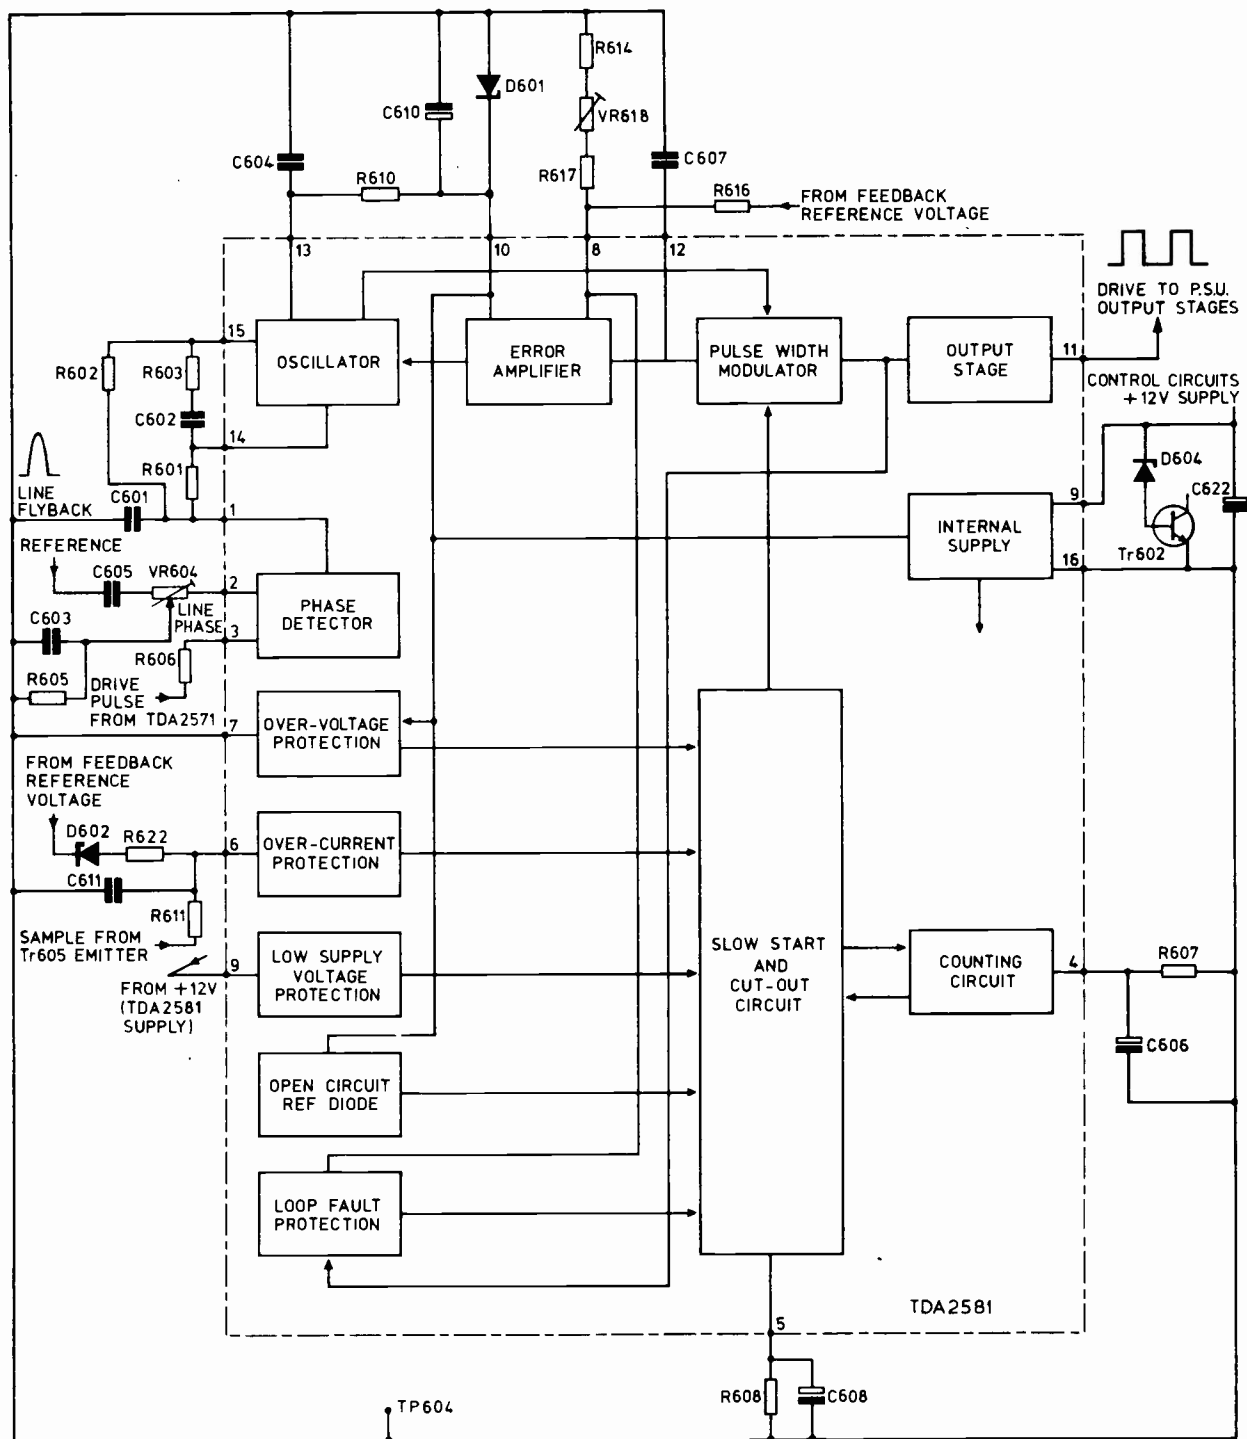 R614
D601
C610
VR618
C604
C607
R610
R617
R616
FROM FEEDBACK
REFERENCE VOLTAGE
13
10
8
12
DRIVE TO P.S.U.
OUTPUT STAGES
15
OSCILLATOR
ERROR
AMPLIFIER
PULSE WIDTH
MODULATOR
OUTPUT
STAGE
11
R602
R603
CONTROL CIRCUITS
+12V SUPPLY
C602
14
R601
D604
C622
LINE
FLYBACK
C601
1
9
INTERNAL
SUPPLY
Tr602
16
REFERENCE
C605
VR604
2
LINE
PHASE
PHASE
DETECTOR
C603
3
R606
R605
DRIVE
PULSE
FROM TDA2571
7
OVER-VOLTAGE
PROTECTION
FROM FEEDBACK
REFERENCE
VOLTAGE
D602
R622
6
OVER-CURRENT
PROTECTION
C611
R611
SAMPLE FROM
Tr605 EMITTER
9
LOW SUPPLY
VOLTAGE
PROTECTION
FROM +12V
(TDA2581
SUPPLY)
SLOW START
AND
CUT-OUT
CIRCUIT
COUNTING
CIRCUIT
4
R607
C606
OPEN CIRCUIT
REF DIODE
LOOP FAULT
PROTECTION
TDA2581
5
R608
C608
TP604